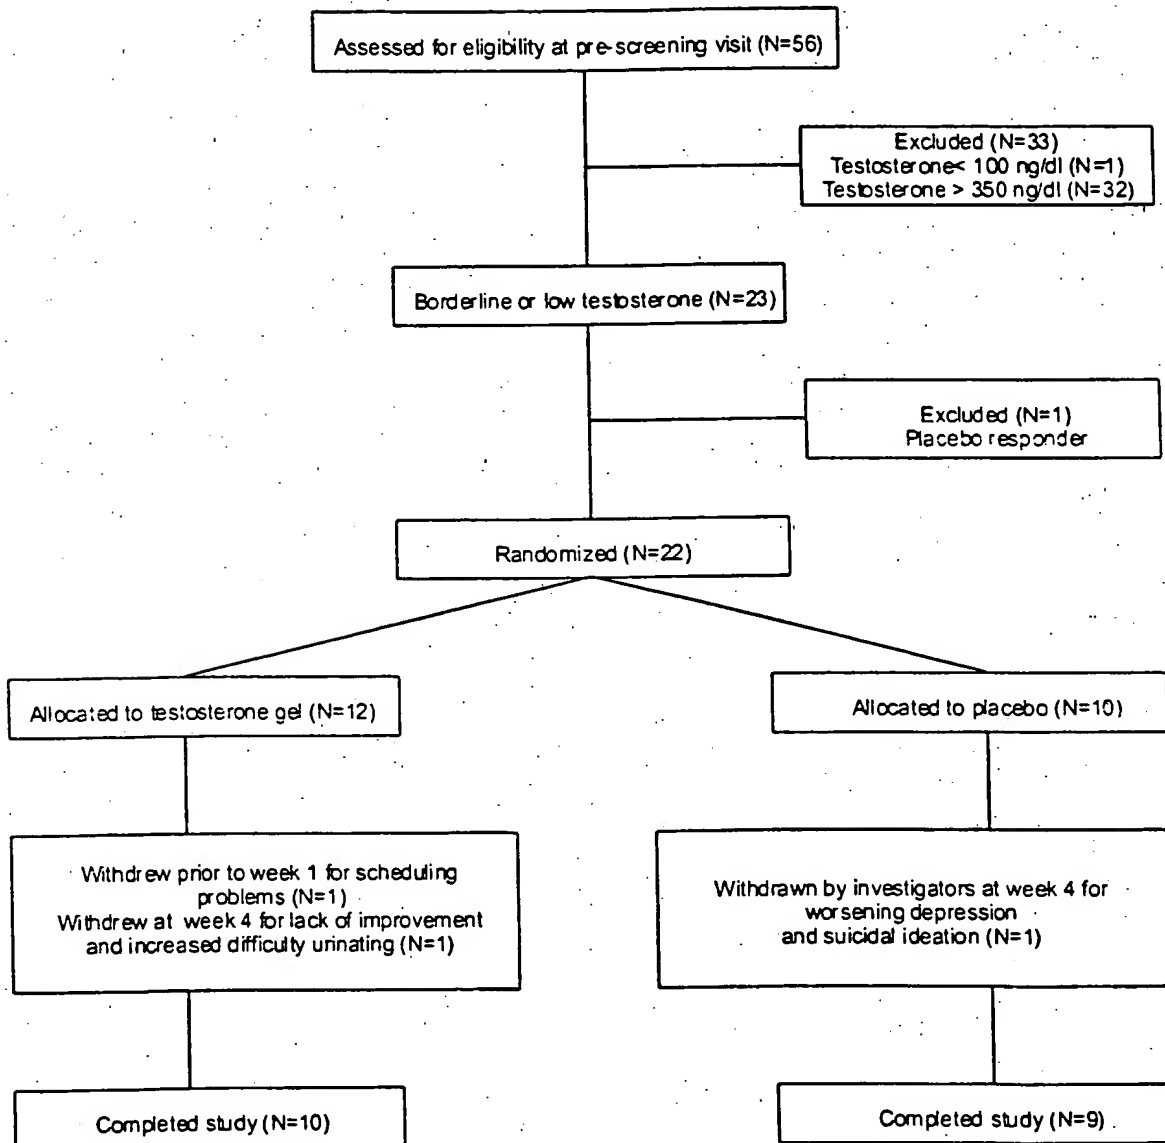 Assessed for eligibility at pre-screening visit (N=56)
Excluded (N=33)
Testosterone< 100 ng/dl (N=1)
Testosterone > 350 ng/dl (N=32)
Borderline or low testosterone (N=23)
Excluded (N=1)
Placebo responder
Randomized (N=22)
Allocated to testosterone gel (N=12)
Allocated to placebo (N=10)
Withdrew prior to week 1 for scheduling
problems (N=1)
Withdrew at week 4 for lack of improvement
and increased difficulty urinating (N=1)
Withdrawn by investigators at week 4 for
worsening depression
and suicidal ideation (N=1)
Completed study (N=10)
Completed study (N=9)